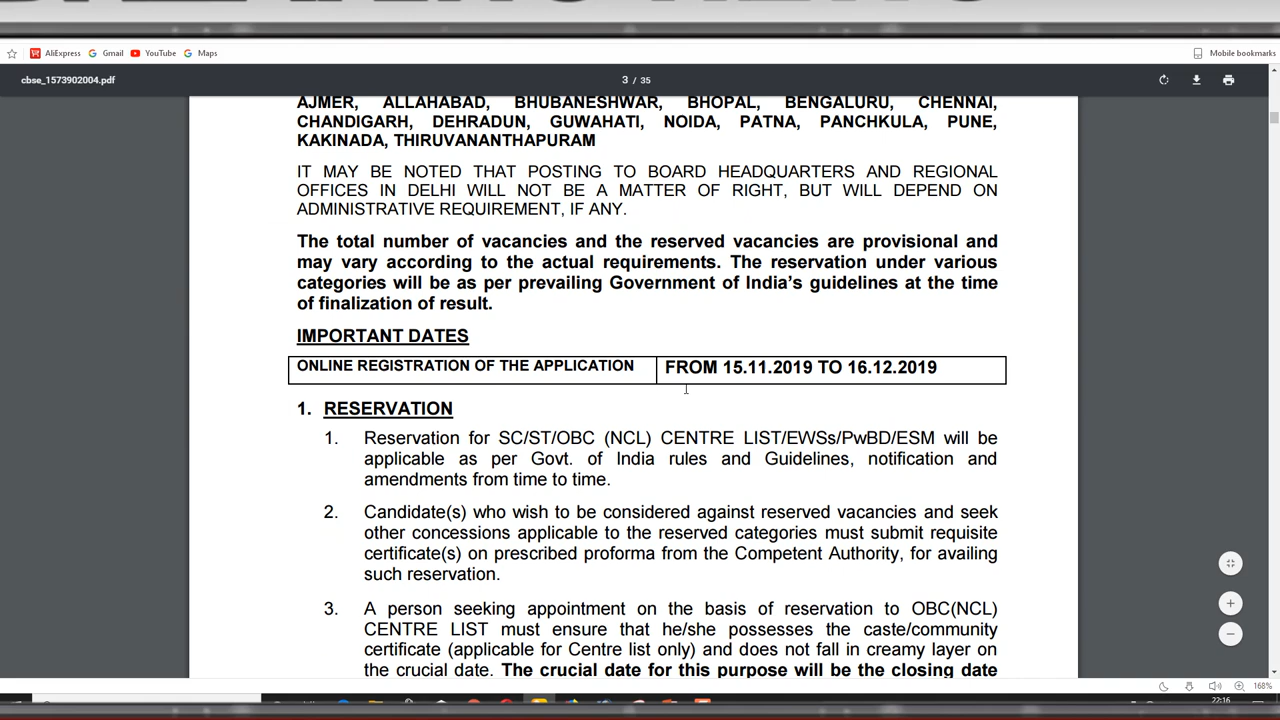 AliExpress Gmail YouTube Maps Mobile bookmarks
cbse_1573902004.pdf 3 / 35
AJMER, ALLAHABAD, BHUBANESHWAR, BHOPAL, BENGALURU, CHENNAI,
CHANDIGARH, DEHRADUN, GUWAHATI, NOIDA, PATNA, PANCHKULA, PUNE,
KAKINADA, THIRUVANANTHAPURAM
IT MAY BE NOTED THAT POSTING TO BOARD HEADQUARTERS AND REGIONAL
OFFICES IN DELHI WILL NOT BE A MATTER OF RIGHT, BUT WILL DEPEND ON
ADMINISTRATIVE REQUIREMENT, IF ANY.
The total number of vacancies and the reserved vacancies are provisional and
may vary according to the actual requirements. The reservation under various
categories will be as per prevailing Government of India's guidelines at the time
of finalization of result.
IMPORTANT DATES
ONLINE REGISTRATION OF THE APPLICATION FROM 15.11.2019 TO 16.12.2019
1. RESERVATION
1. Reservation for SC/ST/OBC (NCL) CENTRE LIST/EWSs/PwBD/ESM will be
applicable as per Govt. of India rules and Guidelines, notification and
amendments from time to time.
2. Candidate(s) who wish to be considered against reserved vacancies and seek
other concessions applicable to the reserved categories must submit requisite
certificate(s) on prescribed proforma from the Competent Authority, for availing
such reservation.
3. A person seeking appointment on the basis of reservation to OBC(NCL)
CENTRE LIST must ensure that he/she possesses the caste/community
certificate (applicable for Centre list only) and does not fall in creamy layer on
the crucial date. The crucial date for this purpose will be the closing date
168%
22:16